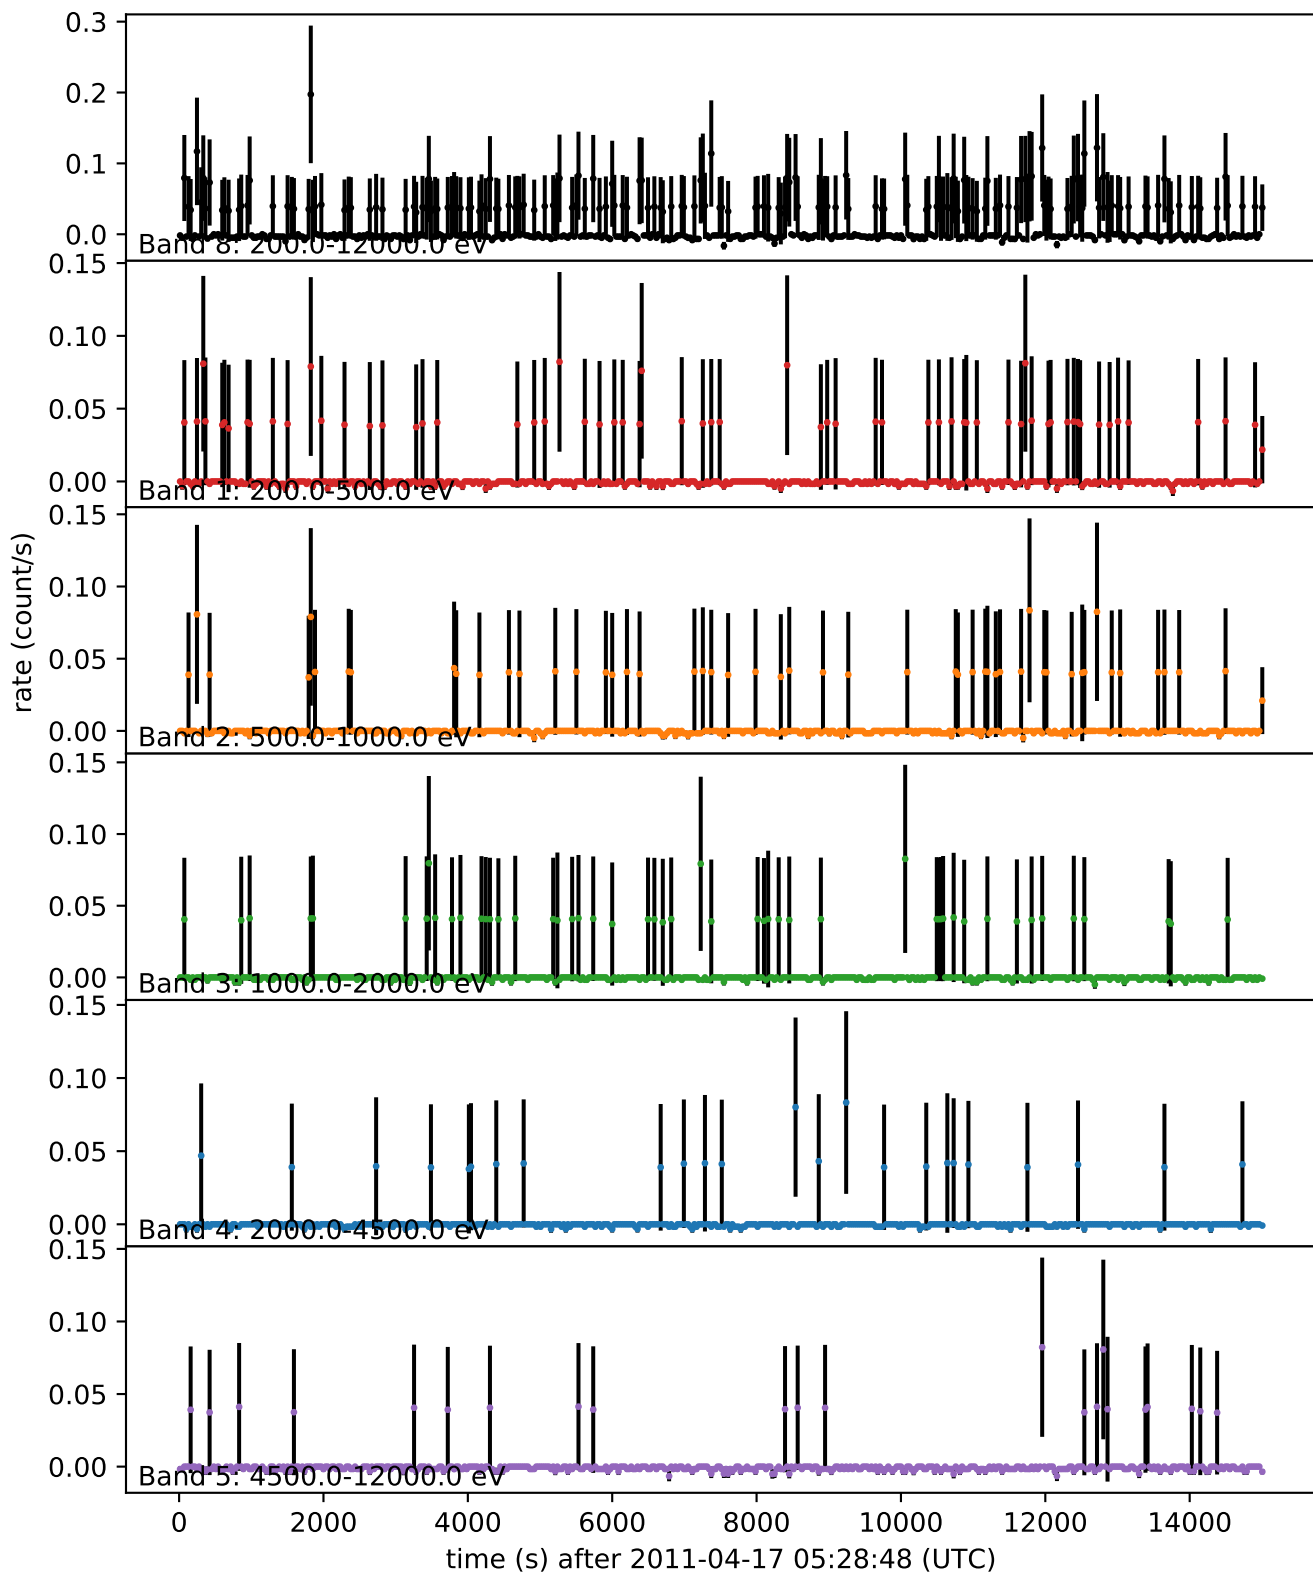 0.3
0.2
0.1
0.0
Band 8: 200.0-12000.0 eV
0.15
0.10
0.05
0.00
Band 1: 200.0-500.0 eV
0.15
0.10
0.05
0.00
Band 2: 500.0-1000.0 eV
rate (count/s)
0.15
0.10
0.05
0.00
Band 3: 1000.0-2000.0 eV
0.15
0.10
0.05
0.00
Band 4: 2000.0-4500.0 eV
0.15
0.10
0.05
0.00
Band 5: 4500.0-12000.0 eV
0 2000 4000 6000 8000 10000 12000 14000
time (s) after 2011-04-17 05:28:48 (UTC)